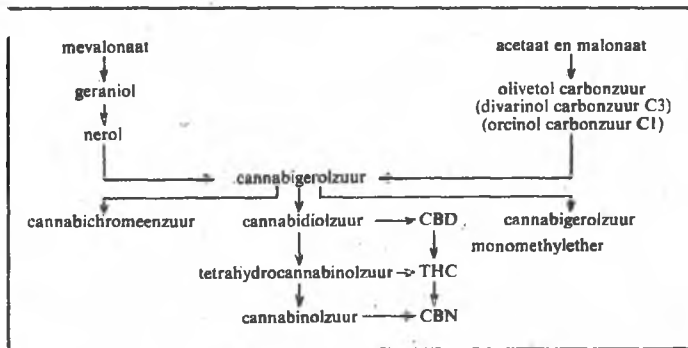 mevalonaat
acetaat en malonaat
geraniol
olivetol carbonzuur
(divarinol carbonzuur C3)
(orcinol carbonzuur C1)
nerol
cannabigerolzuur
cannabichromeenzuur
cannabidiolzuur
CBD
cannabigerolzuur
monomethylether
tetrahydrocannabinolzuur
THC
cannabinolzuur
CBN